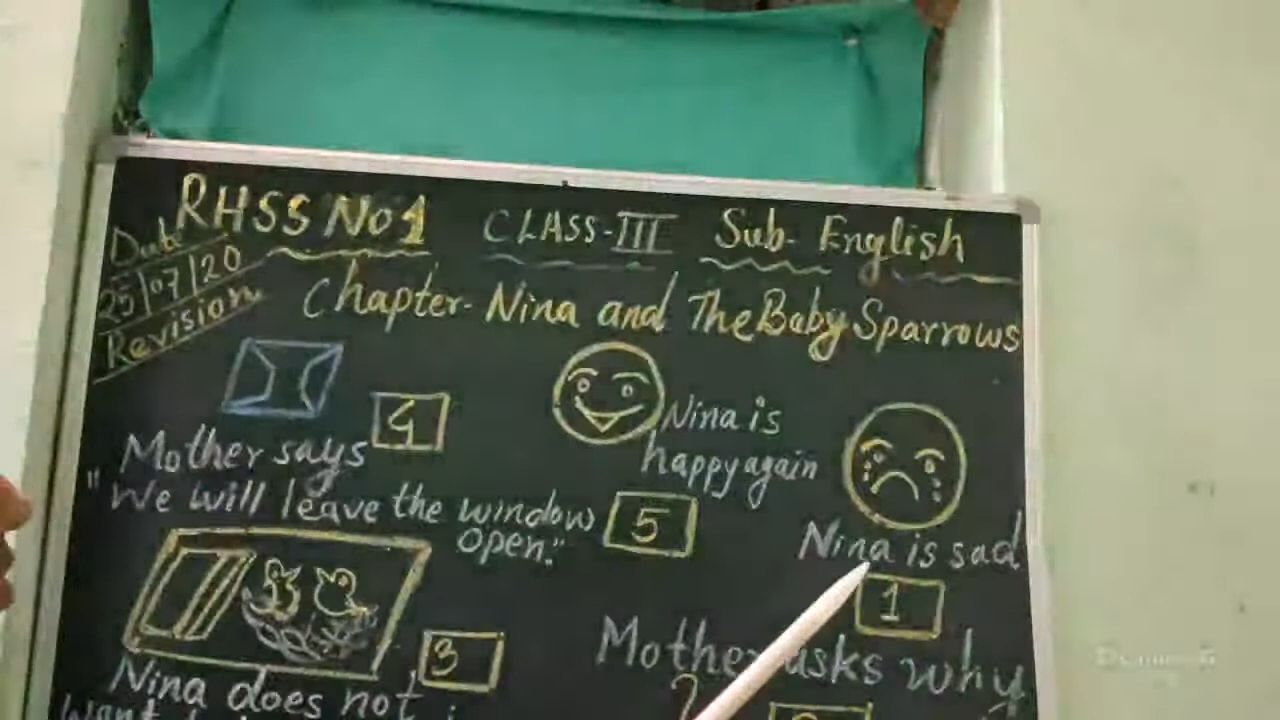 RHSS No1 CLASS-III Sub- English
Date
25/07/20
Revision
Chapter- Nina and The Baby Sparrows
4
Mother says
"We will leave the window
open."
Nina is
happy again
5
Nina is sad
1
Mother asks why
?
3
Nina does not